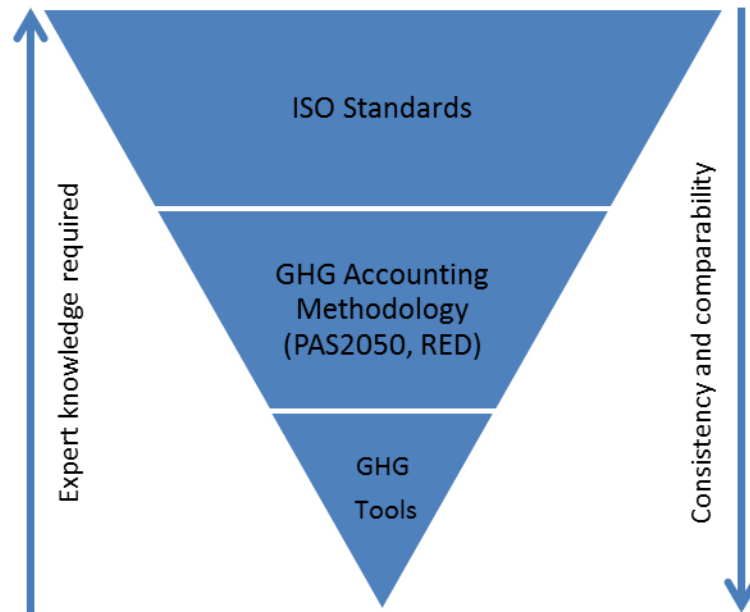 ISO Standards
Expert knowledge required
GHG Accounting
Methodology
(PAS2050, RED)
Consistency and comparability
GHG
Tools